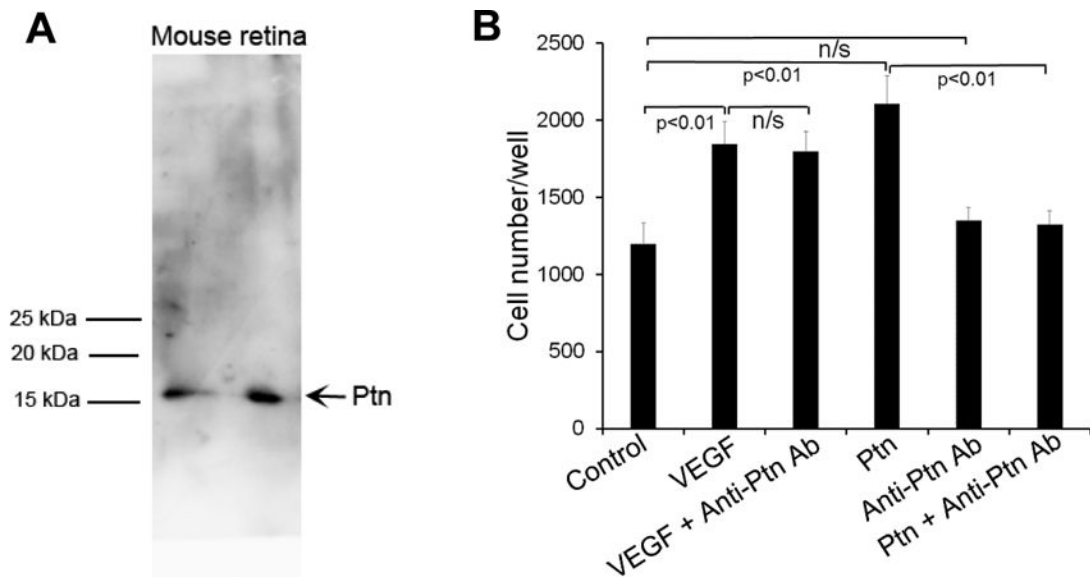 A
Mouse retina
25 kDa
20 kDa
15 kDa
Ptn
B
2500
2000
1500
1000
500
0
Cell number/well
n/s
p<0.01
p<0.01
p<0.01
n/s
Control
VEGF
VEGF + Anti-Ptn Ab
Ptn
Anti-Ptn Ab
Ptn + Anti-Ptn Ab